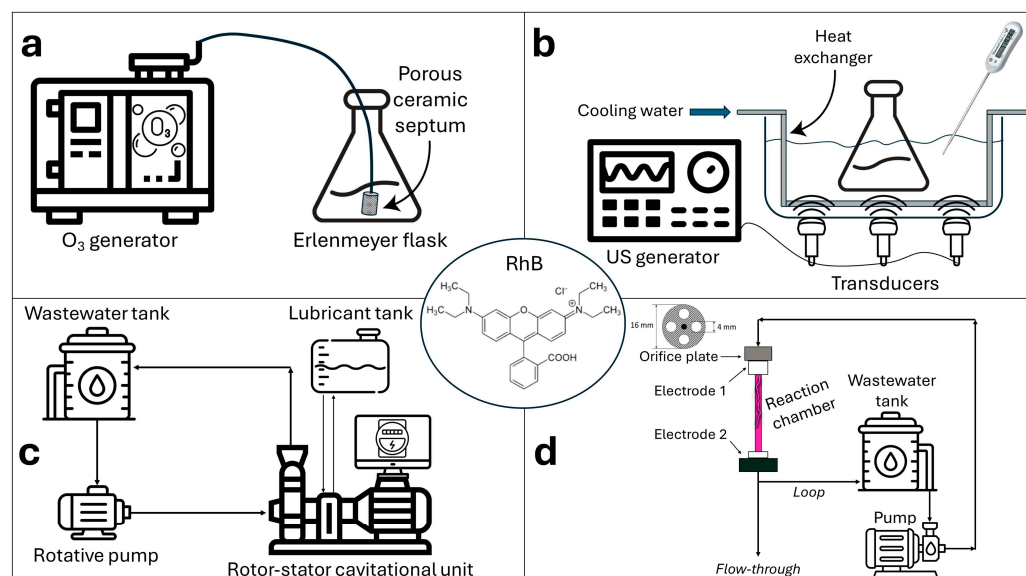 a
O₃
Porous
ceramic
septum
O₃ generator
Erlenmeyer flask
b
Heat
exchanger
Cooling water
US generator
Transducers
RhB
Cl⁻
H₃C
CH₃
H₃C
N
O
N
⊕
CH₃
COOH
c
Wastewater tank
Lubricant tank
Rotative pump
Rotor-stator cavitational unit
d
16 mm
4 mm
Orifice plate
Electrode 1
Reaction
chamber
Electrode 2
Wastewater
tank
Loop
Pump
Flow-through